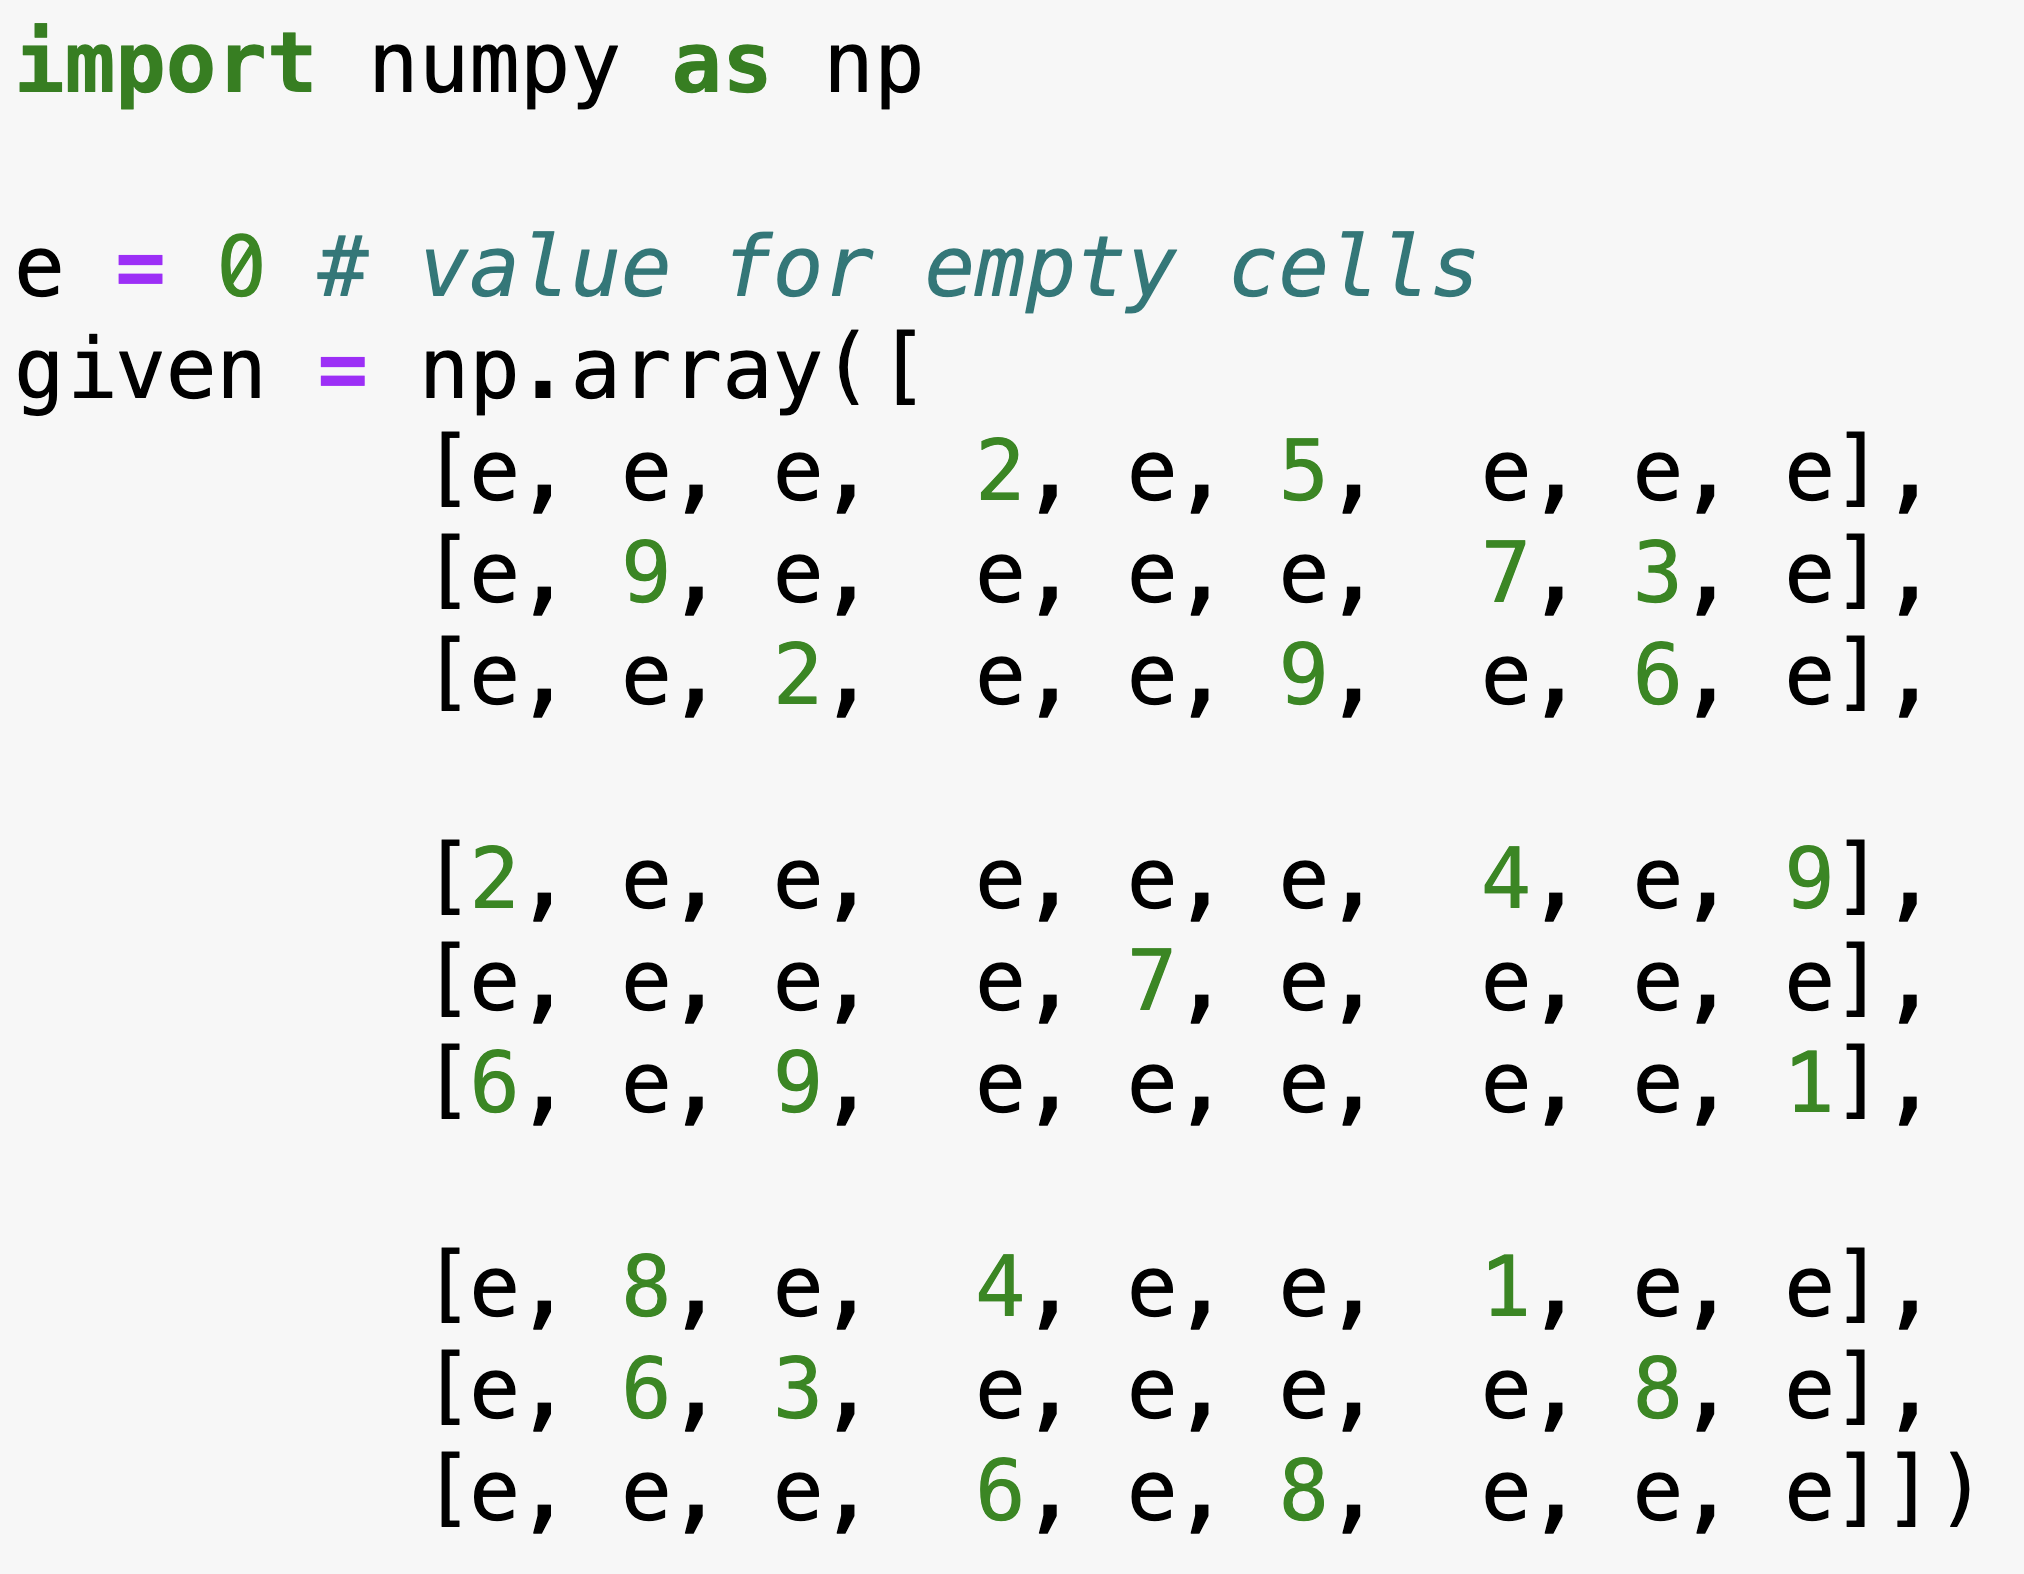 import numpy as np
e = 0 # value for empty cells
given = np.array([
[e, e, e,  2, e, 5,  e, e, e],
[e, 9, e,  e, e, e,  7, 3, e],
[e, e, 2,  e, e, 9,  e, 6, e],
[2, e, e,  e, e, e,  4, e, 9],
[e, e, e,  e, 7, e,  e, e, e],
[6, e, 9,  e, e, e,  e, e, 1],
[e, 8, e,  4, e, e,  1, e, e],
[e, 6, 3,  e, e, e,  e, 8, e],
[e, e, e,  6, e, 8,  e, e, e]])